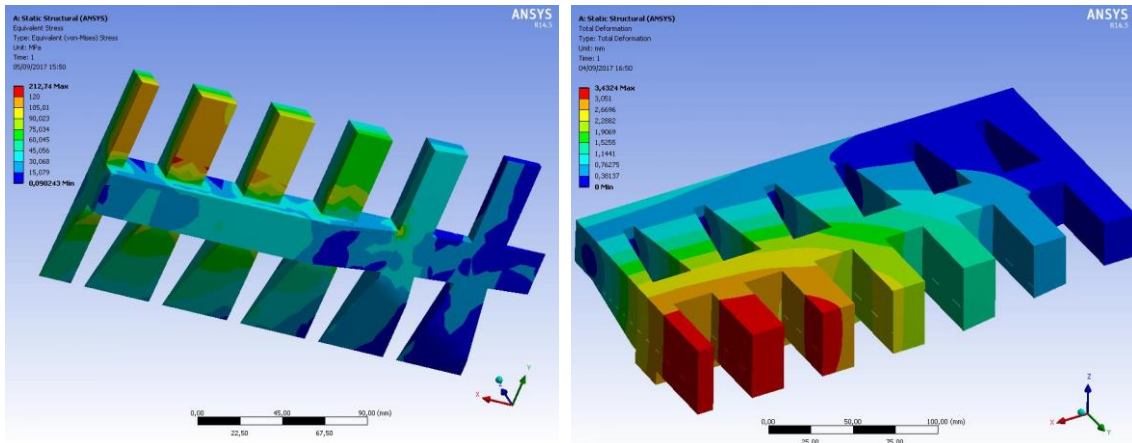 A: Static Structural (ANSYS)
Equivalent Stress
Type: Equivalent (von-Mises) Stress
Unit: MPa
Time: 1
05/09/2017 15:50
212,74 Max
120
105,01
90,023
75,034
60,045
45,056
30,068
15,079
0,090243 Min
ANSYS
R14.5
X
Y
0,00 45,00 90,00 (mm)
22,50 67,50
A: Static Structural (ANSYS)
Total Deformation
Type: Total Deformation
Unit: mm
Time: 1
04/09/2017 16:50
3,4324 Max
3,051
2,6696
2,2882
1,9069
1,5255
1,1441
0,76275
0,38137
0 Min
ANSYS
R14.5
Z
X
Y
0,00 50,00 100,00 (mm)
25,00 75,00